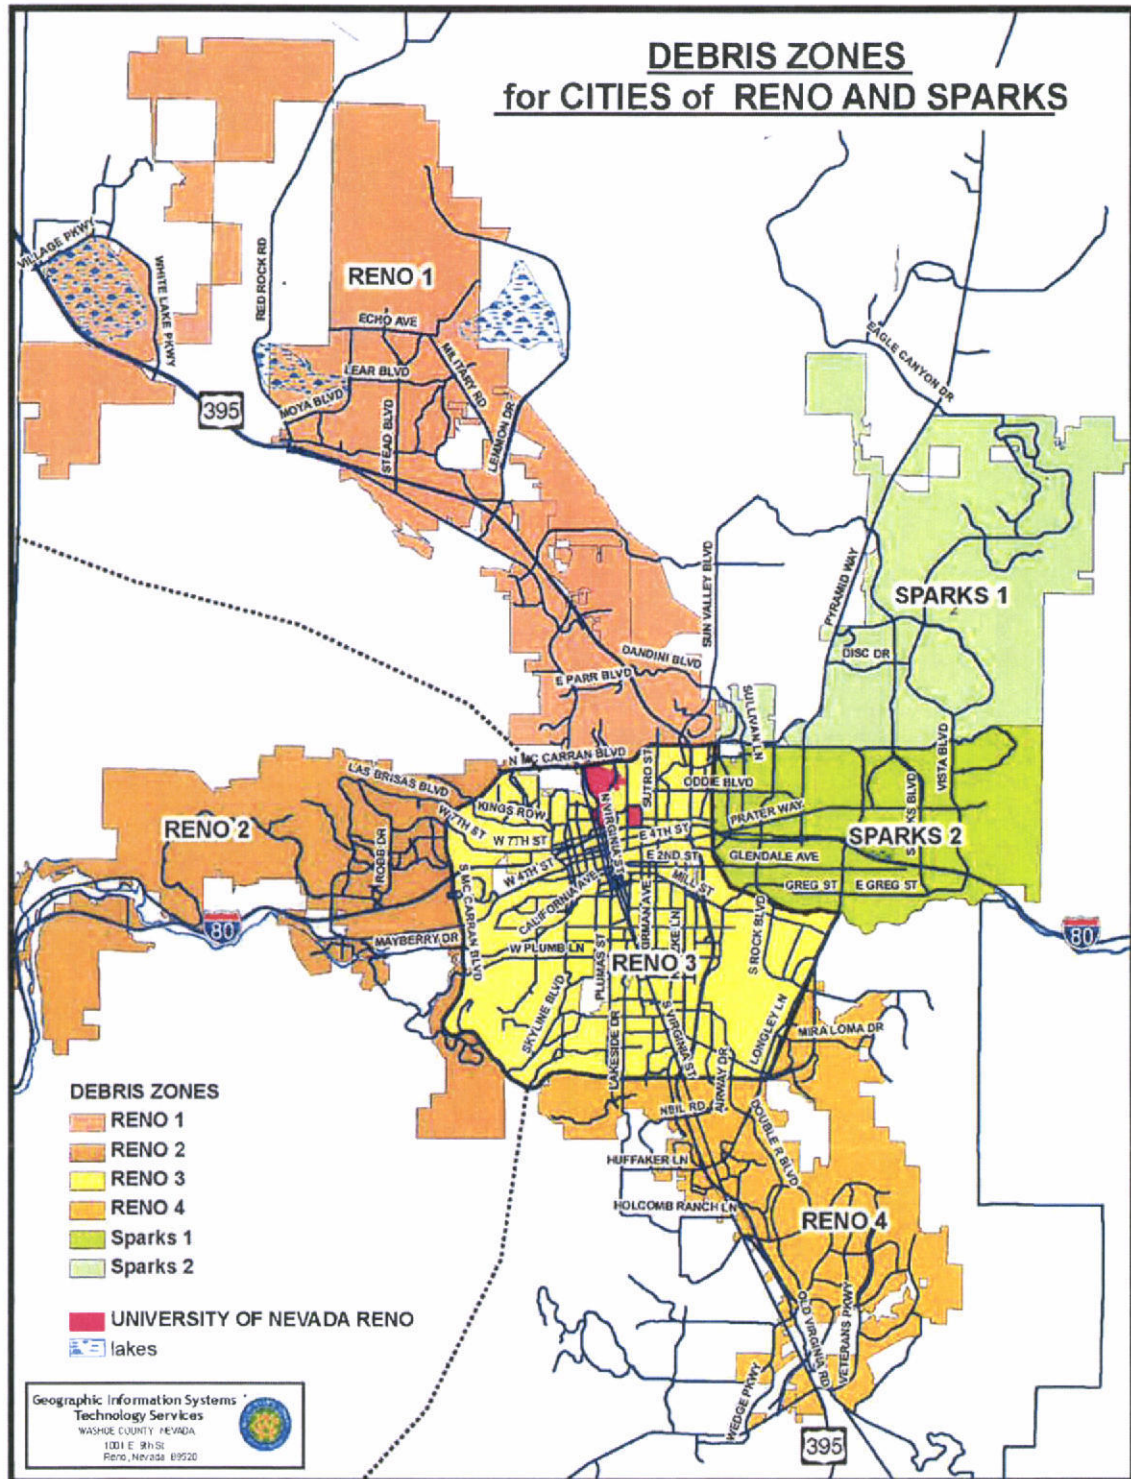 DEBRIS ZONES
for CITIES of RENO AND SPARKS
VILLAGE PKWY
WHITE LAKE PKWY
RED ROCK RD
RENO 1
ECHO AVE
MILITARY RD
LEAR BLVD
MOYA BLVD
STEAD BLVD
LEMMON DR
395
EAGLE CANYON DR
SUN VALLEY BLVD
PYRAMID WAY
SPARKS 1
DISC DR
DANDINI BLVD
E PARR BLVD
SULLIVAN LN
VISTA BLVD
N MC CARRAN BLVD
SUTRO ST
ODDIE BLVD
LAS BRISAS BLVD
KINGS ROW
N VIRGINIA ST
PRATER WAY
W 7TH ST
W 7TH ST
E 4TH ST
RENO 2
ROBB DR
SPARKS 2
E 2ND ST
GLENDALE AVE
W 4TH ST
MILL ST
GREG ST
E GREG ST
CALIFORNIA AVE
S MC CARRAN BLVD
80
MAYBERRY DR
W PLUMB LN
PLUMAS ST
RENO 3
S ROCK BLVD
80
SKYLINE BLVD
LAKESIDE DR
S VIRGINIA ST
AIRWAY DR
LONGLEY LN
MIRA LOMA DR
NEIL RD
DOUBLE R BLVD
HUFFAKER LN
HOLCOMB RANCH LN
RENO 4
OLD VIRGINIA RD
VETERANS PKWY
WEDGE PKWY
395
DEBRIS ZONES
RENO 1
RENO 2
RENO 3
RENO 4
Sparks 1
Sparks 2
UNIVERSITY OF NEVADA RENO
lakes
Geographic Information Systems
Technology Services
WASHOE COUNTY NEVADA
1001 E 9th St
Reno, Nevada 89520